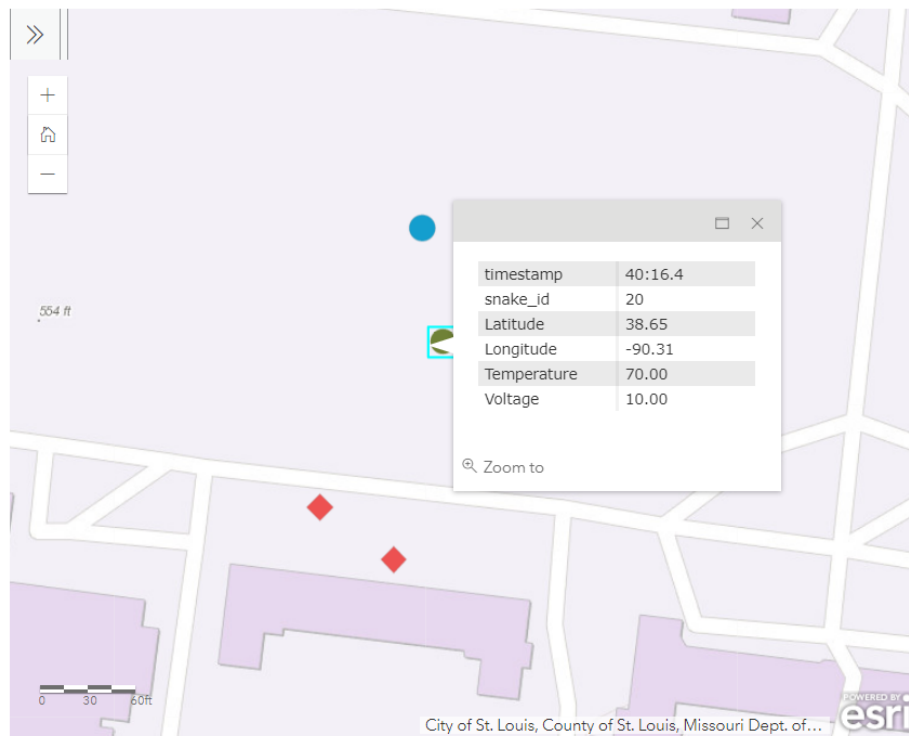 554 ft
timestamp 40:16.4
snake_id 20
Latitude 38.65
Longitude -90.31
Temperature 70.00
Voltage 10.00
Zoom to
0 30 60ft
POWERED BY
esri
City of St. Louis, County of St. Louis, Missouri Dept. of...